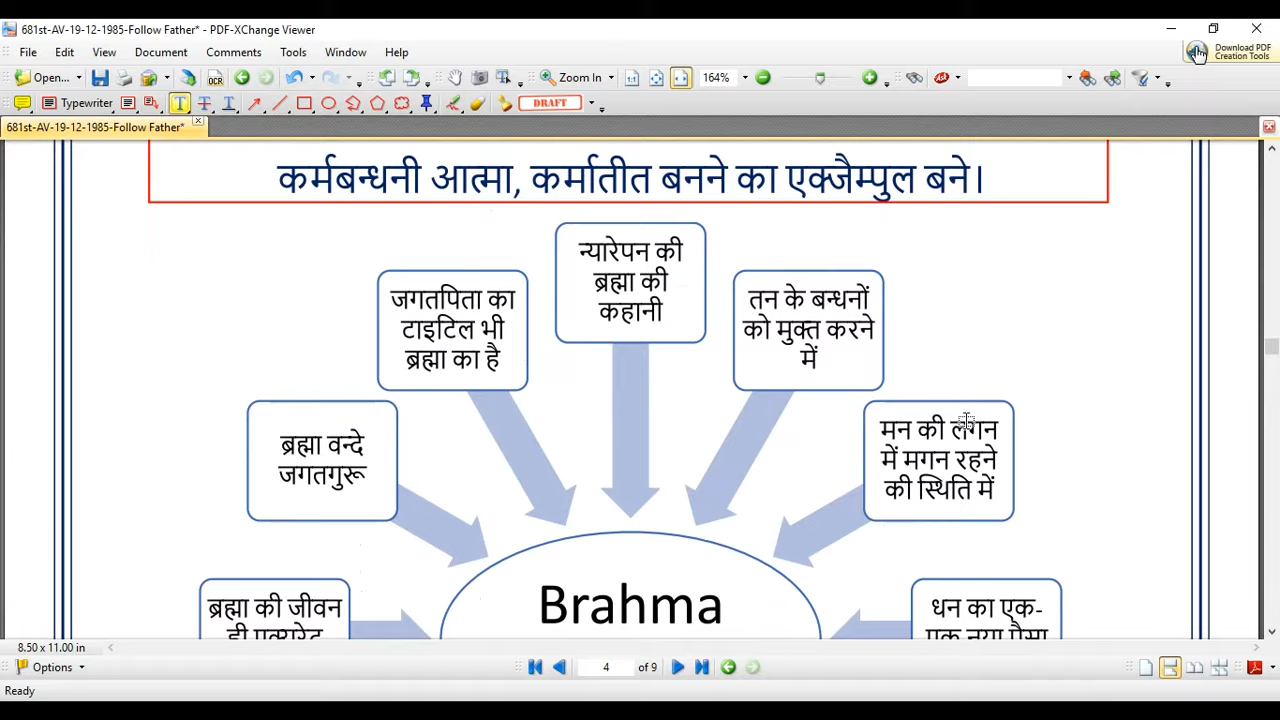 681st-AV-19-12-1985-Follow Father* - PDF-XChange Viewer
File Edit View Document Comments Tools Window Help
Download PDF
Creation Tools
Open... OCR Zoom In 164%
Typewriter DRAFT
681st-AV-19-12-1985-Follow Father*
कर्मबन्धनी आत्मा, कर्मातीत बनने का एक्जैम्पुल बने।
न्यारेपन की
ब्रह्मा की
कहानी
जगतपिता का
टाइटिल भी
ब्रह्मा का है
तन के बन्धनों
को मुक्त करने
में
ब्रह्मा वन्दे
जगतगुरू
मन की लगन
में मगन रहने
की स्थिति में
Brahma
ब्रह्मा की जीवन
ही एक्यूरेट
धन का एक-
एक नया पैसा
8.50 x 11.00 in
Options 4 of 9
Ready